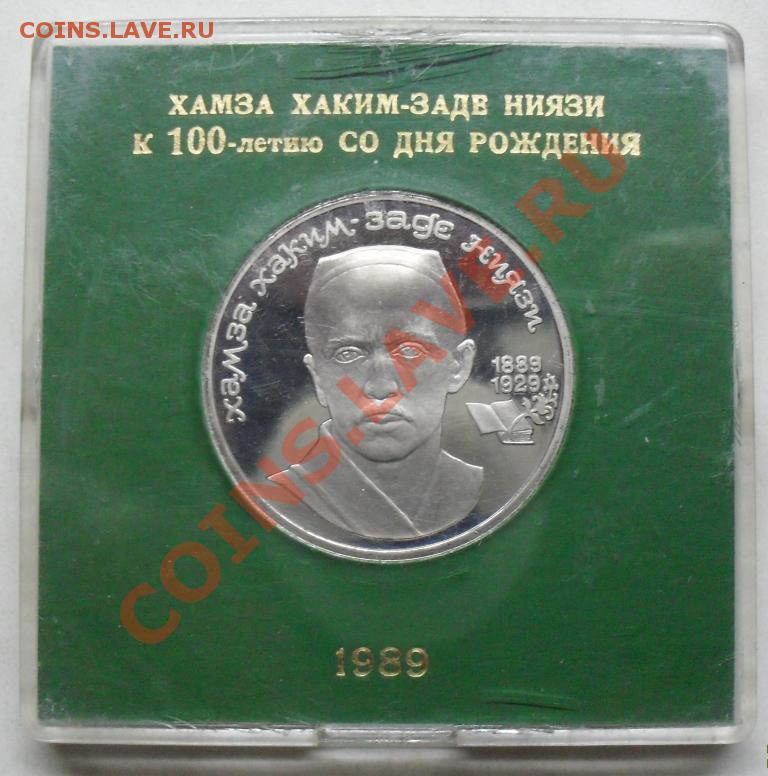 COINS.LAVE.RU
ХАМЗА ХАКИМ-ЗАДЕ НИЯЗИ
К 100-летию СО ДНЯ РОЖДЕНИЯ
хамза хаким-заде ниязи
1889
1929
1989
COINS.LAVE.RU